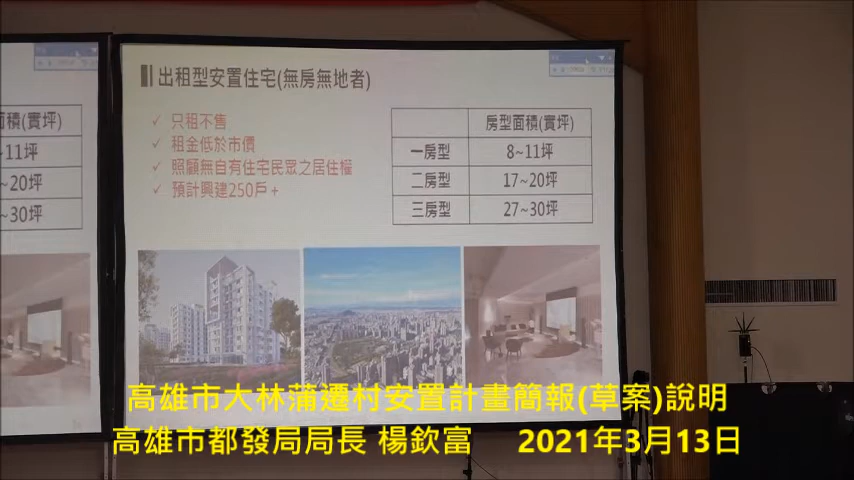 出租型安置住宅(無房無地者)
只租不售
租金低於市價
照顧無自有住宅民眾之居住權
預計興建250戶+
房型面積(實坪)
一房型 8~11坪
二房型 17~20坪
三房型 27~30坪
面積(實坪)
~11坪
~20坪
~30坪
高雄市大林蒲遷村安置計畫簡報(草案)說明
高雄市都發局局長 楊欽富 2021年3月13日